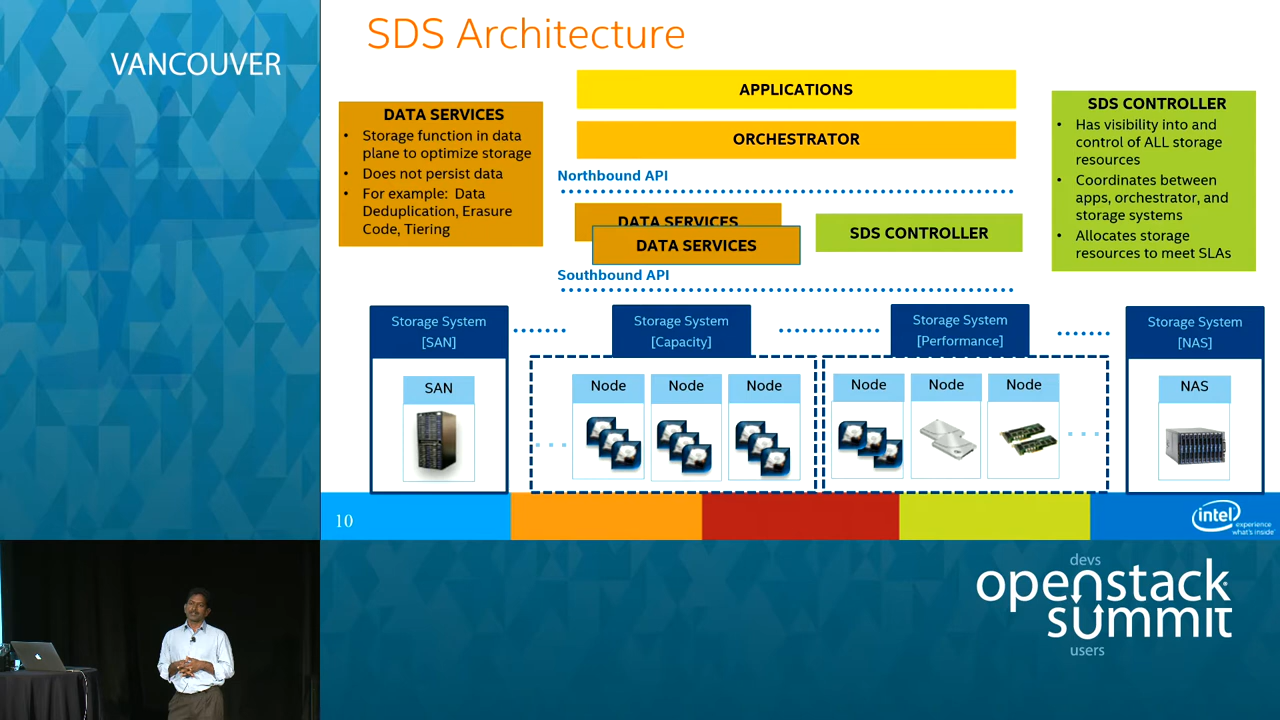 VANCOUVER
SDS Architecture
DATA SERVICES
• Storage function in data
plane to optimize storage
• Does not persist data
• For example: Data
Deduplication, Erasure
Code, Tiering
APPLICATIONS
ORCHESTRATOR
Northbound API
DATA SERVICES
DATA SERVICES
SDS CONTROLLER
Southbound API
SDS CONTROLLER
• Has visibility into and
control of ALL storage
resources
• Coordinates between
apps, orchestrator, and
storage systems
• Allocates storage
resources to meet SLAs
Storage System
[SAN]
SAN
Storage System
[Capacity]
Node
Node
Node
Storage System
[Performance]
Node
Node
Node
Storage System
[NAS]
NAS
10
intel
experience
what's inside
devs
openstack
summit
users